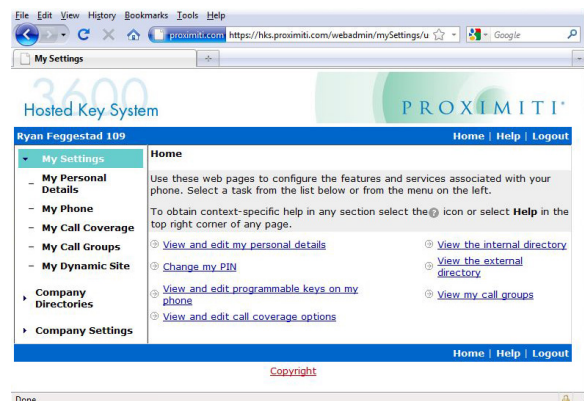 File Edit View History Bookmarks Tools Help
proximiti.com https://hks.proximiti.com/webadmin/mySettings/u Google
My Settings
3600
Hosted Key System
PROXIMITI
Ryan Feggestad 109 Home | Help | Logout
My Settings
– My Personal
Details
– My Phone
– My Call Coverage
– My Call Groups
– My Dynamic Site
Company
Directories
Company Settings
Home
Use these web pages to configure the features and services associated with your
phone. Select a task from the list below or from the menu on the left.
To obtain context-specific help in any section select the ? icon or select Help in the
top right corner of any page.
View and edit my personal details
Change my PIN
View and edit programmable keys on my
phone
View and edit call coverage options
View the internal directory
View the external
directory
View my call groups
Home | Help | Logout
Copyright
Done